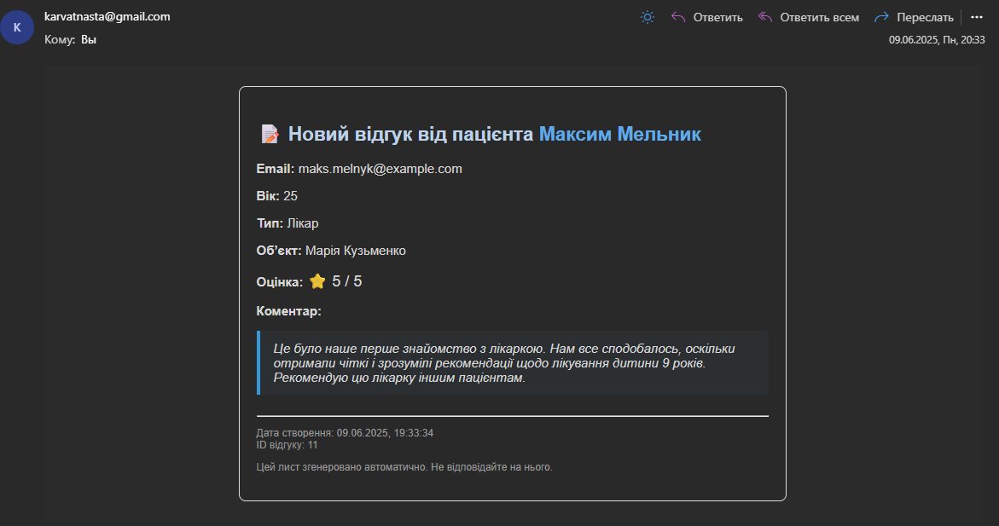 karvatnasta@gmail.com
Ответить
Ответить всем
Переслать
K
Кому: Вы
09.06.2025, Пн, 20:33
Новий відгук від пацієнта Максим Мельник
Email: maks.melnyk@example.com
Вік: 25
Тип: Лікар
Об'єкт: Марія Кузьменко
Оцінка: ⭐ 5 / 5
Коментар:
Це було наше перше знайомство з лікаркою. Нам все сподобалось, оскільки
отримали чіткі і зрозумілі рекомендації щодо лікування дитини 9 років.
Рекомендую цю лікарку іншим пацієнтам.
Дата створення: 09.06.2025, 19:33:34
ID відгуку: 11
Цей лист згенеровано автоматично. Не відповідайте на нього.